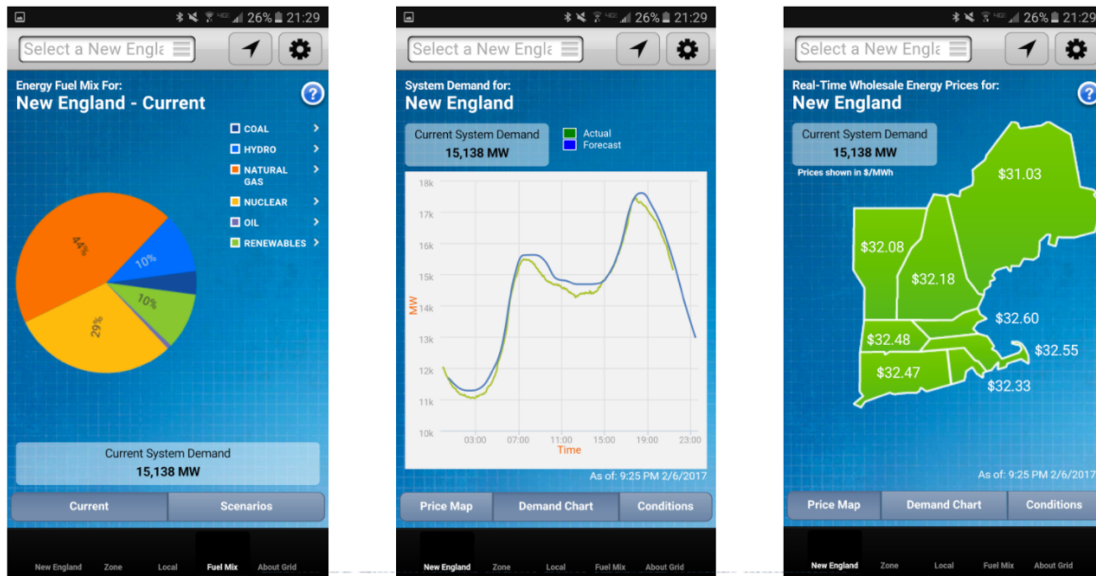 26% 21:29
Select a New Engla
Energy Fuel Mix For:
New England - Current
?
COAL >
HYDRO >
NATURAL GAS >
NUCLEAR >
OIL >
RENEWABLES >
44%
10%
10%
29%
Current System Demand
15,138 MW
Current Scenarios
New England Zone Local Fuel Mix About Grid
26% 21:29
Select a New Engla
System Demand for:
New England
Current System Demand
15,138 MW
Actual
Forecast
18k
17k
16k
15k
14k
13k
12k
11k
10k
MW
03:00 07:00 11:00 15:00 19:00 23:00
Time
As of: 9:25 PM 2/6/2017
Price Map Demand Chart Conditions
New England Zone Local Fuel Mix About Grid
26% 21:29
Select a New Engla
Real-Time Wholesale Energy Prices for:
New England
?
Current System Demand
15,138 MW
Prices shown in $/MWh
$31.03
$32.08
$32.18
$32.60
$32.48
$32.55
$32.47
$32.33
As of: 9:25 PM 2/6/2017
Price Map Demand Chart Conditions
New England Zone Local Fuel Mix About Grid